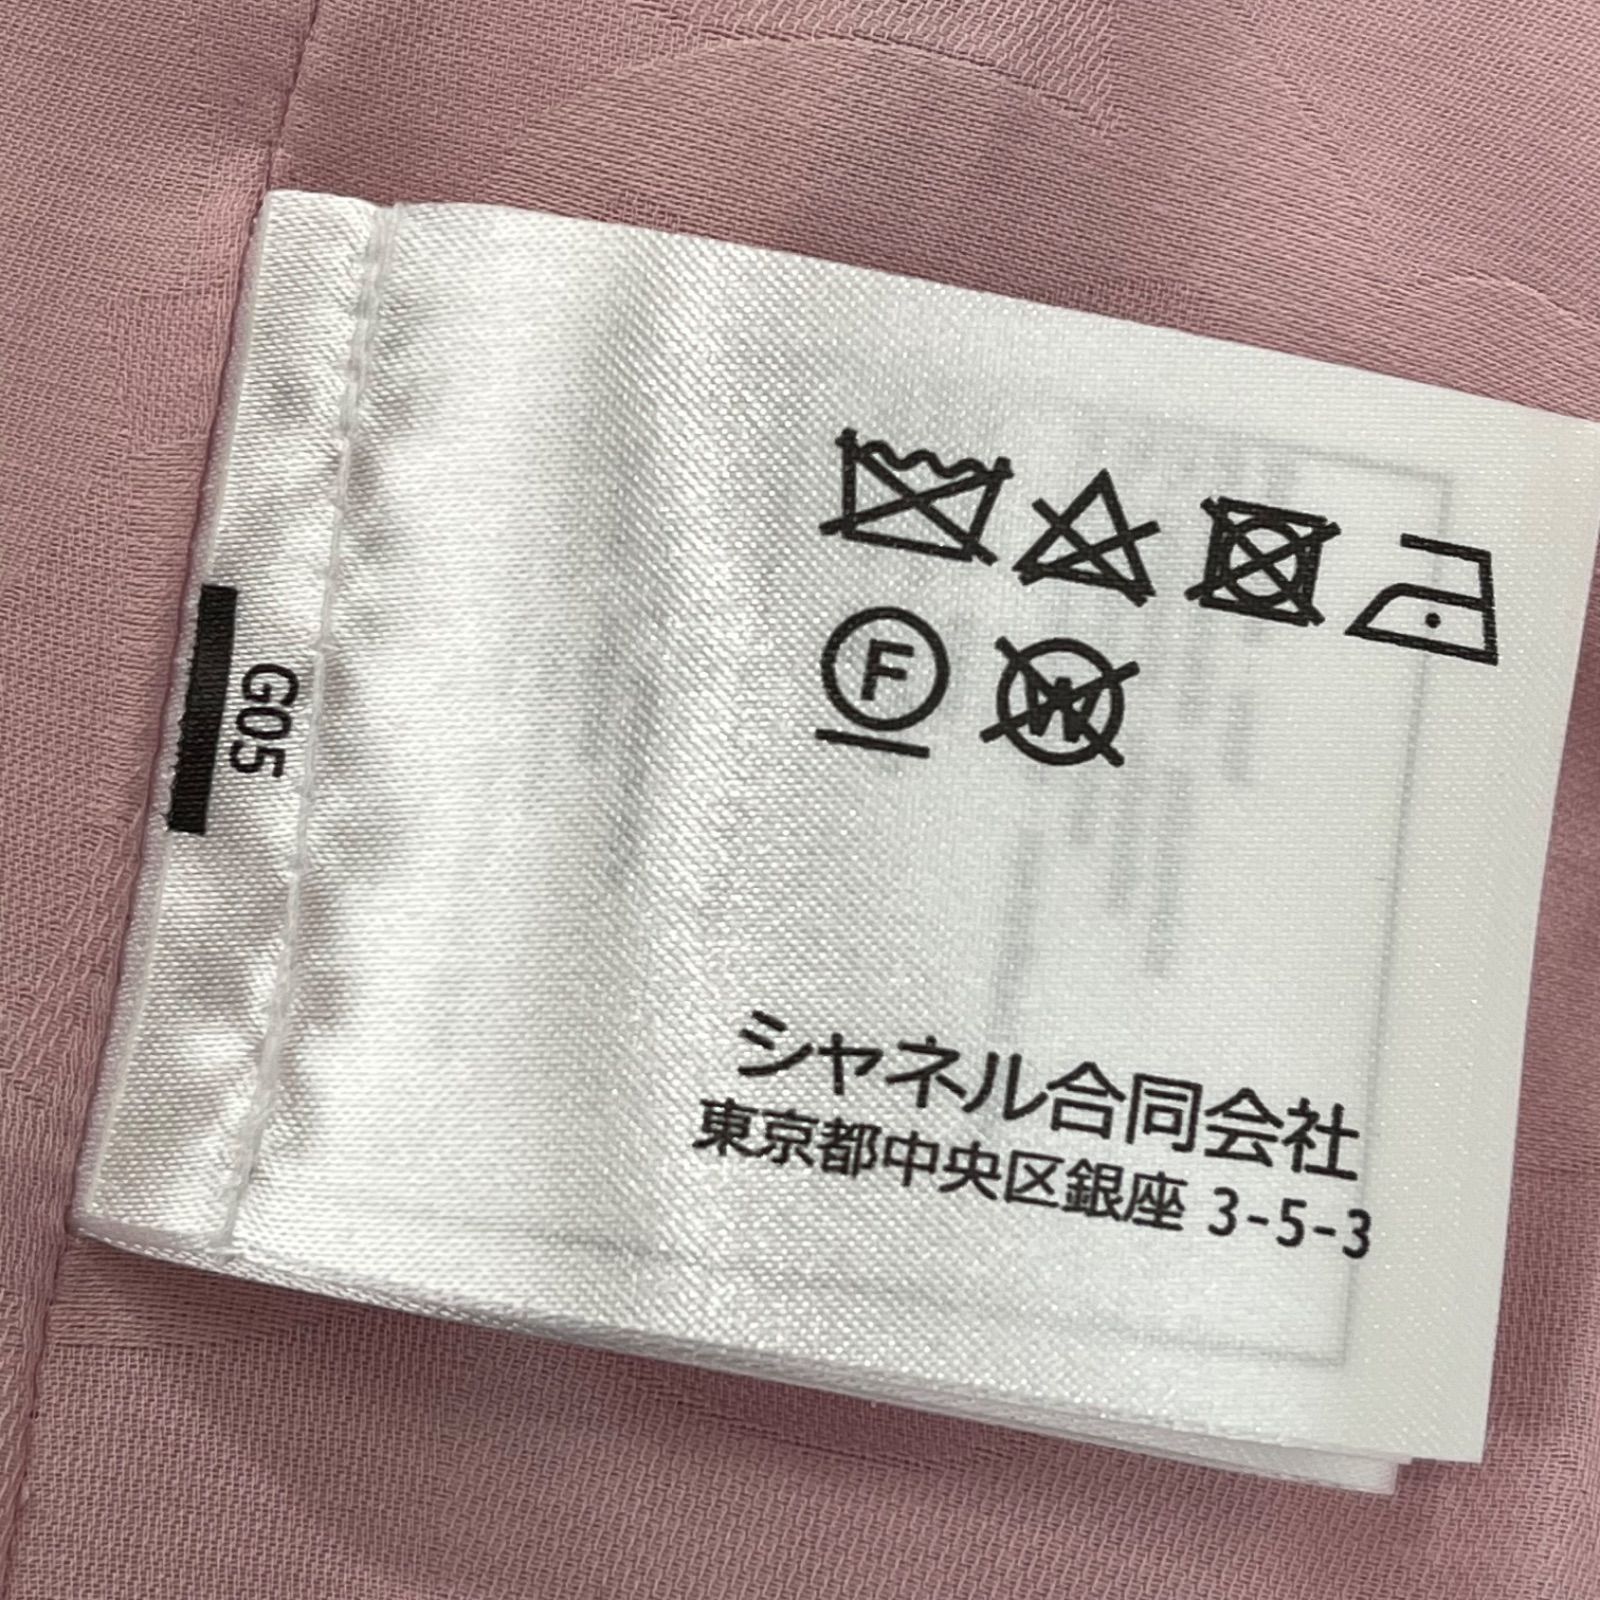 F
W
G05
シャネル合同会社
東京都中央区銀座 3-5-3